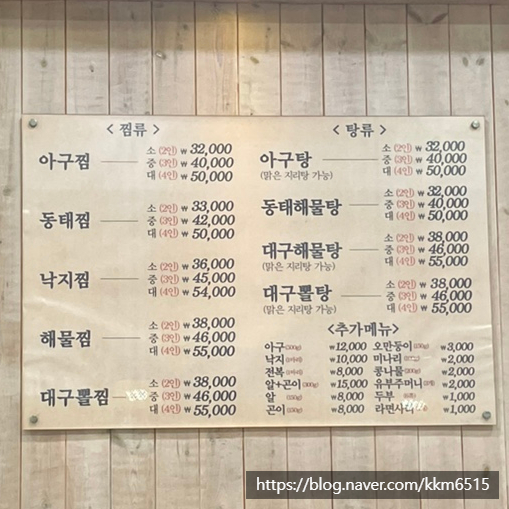 < 찜류 >
아구찜
소 (2인) ₩ 32,000
중 (3인) ₩ 40,000
대 (4인) ₩ 50,000
동태찜
소 (2인) ₩ 33,000
중 (3인) ₩ 42,000
대 (4인) ₩ 50,000
낙지찜
소 (2인) ₩ 36,000
중 (3인) ₩ 45,000
대 (4인) ₩ 54,000
해물찜
소 (2인) ₩ 38,000
중 (3인) ₩ 46,000
대 (4인) ₩ 55,000
대구뽈찜
소 (2인) ₩ 38,000
중 (3인) ₩ 46,000
대 (4인) ₩ 55,000
< 탕류 >
아구탕
(맑은 지리탕 가능)
소 (2인) ₩ 32,000
중 (3인) ₩ 40,000
대 (4인) ₩ 50,000
동태해물탕
소 (2인) ₩ 32,000
중 (3인) ₩ 40,000
대 (4인) ₩ 50,000
대구해물탕
(맑은 지리탕 가능)
소 (2인) ₩ 38,000
중 (3인) ₩ 46,000
대 (4인) ₩ 55,000
대구뽈탕
(맑은 지리탕 가능)
소 (2인) ₩ 38,000
중 (3인) ₩ 46,000
대 (4인) ₩ 55,000
<추가메뉴>
아구 ₩12,000
낙지 ₩10,000
전복 ₩8,000
알+곤이 ₩15,000
알 ₩8,000
곤이 ₩8,000
오만둥이 ₩3,000
미나리 ₩2,000
콩나물 ₩2,000
유부주머니 ₩2,000
두부 ₩1,000
라면사리 ₩1,000
https://blog.naver.com/kkm6515